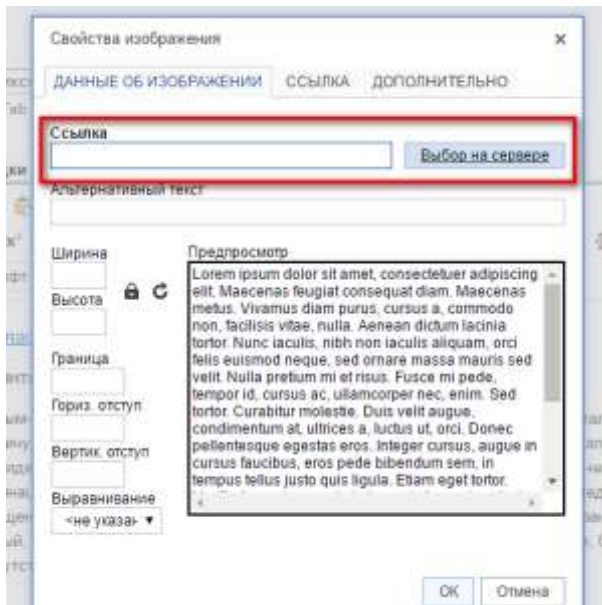 Свойства изображения
×
ДАННЫЕ ОБ ИЗОБРАЖЕНИИ ССЫЛКА ДОПОЛНИТЕЛЬНО
Ссылка
Выбор на сервере
Альтернативный текст
Ширина
Высота
Граница
Гориз. отступ
Вертик. отступ
Выравнивание
<не указан ▼
Предпросмотр
Lorem ipsum dolor sit amet, consectetuer adipiscing
elit. Maecenas feugiat consequat diam. Maecenas
metus. Vivamus diam purus, cursus a, commodo
non, facilisis vitae, nulla. Aenean dictum lacinia
tortor. Nunc iaculis, nibh non iaculis aliquam, orci
felis euismod neque, sed ornare massa mauris sed
velit. Nulla pretium mi et risus. Fusce mi pede,
tempor id, cursus ac, ullamcorper nec, enim. Sed
tortor. Curabitur molestie. Duis velit augue,
condimentum at, ultrices a, luctus ut, orci. Donec
pellentesque egestas eros. Integer cursus, augue in
cursus faucibus, eros pede bibendum sem, in
tempus tellus justo quis ligula. Etiam eget tortor.
ОК Отмена